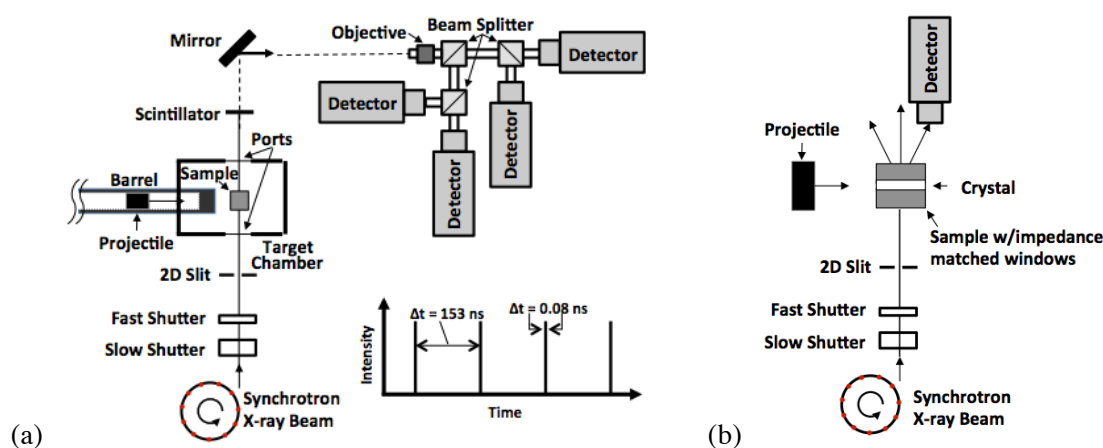 Mirror
Objective
Beam Splitter
Detector
Detector
Scintillator
Ports
Sample
Barrel
Projectile
Target
Chamber
Detector
Detector
2D Slit
Fast Shutter
Slow Shutter
Synchrotron
X-ray Beam
Δt = 153 ns
Δt = 0.08 ns
Intensity
Time
(a)
Detector
Projectile
Crystal
Sample w/impedance
matched windows
2D Slit
Fast Shutter
Slow Shutter
Synchrotron
X-ray Beam
(b)